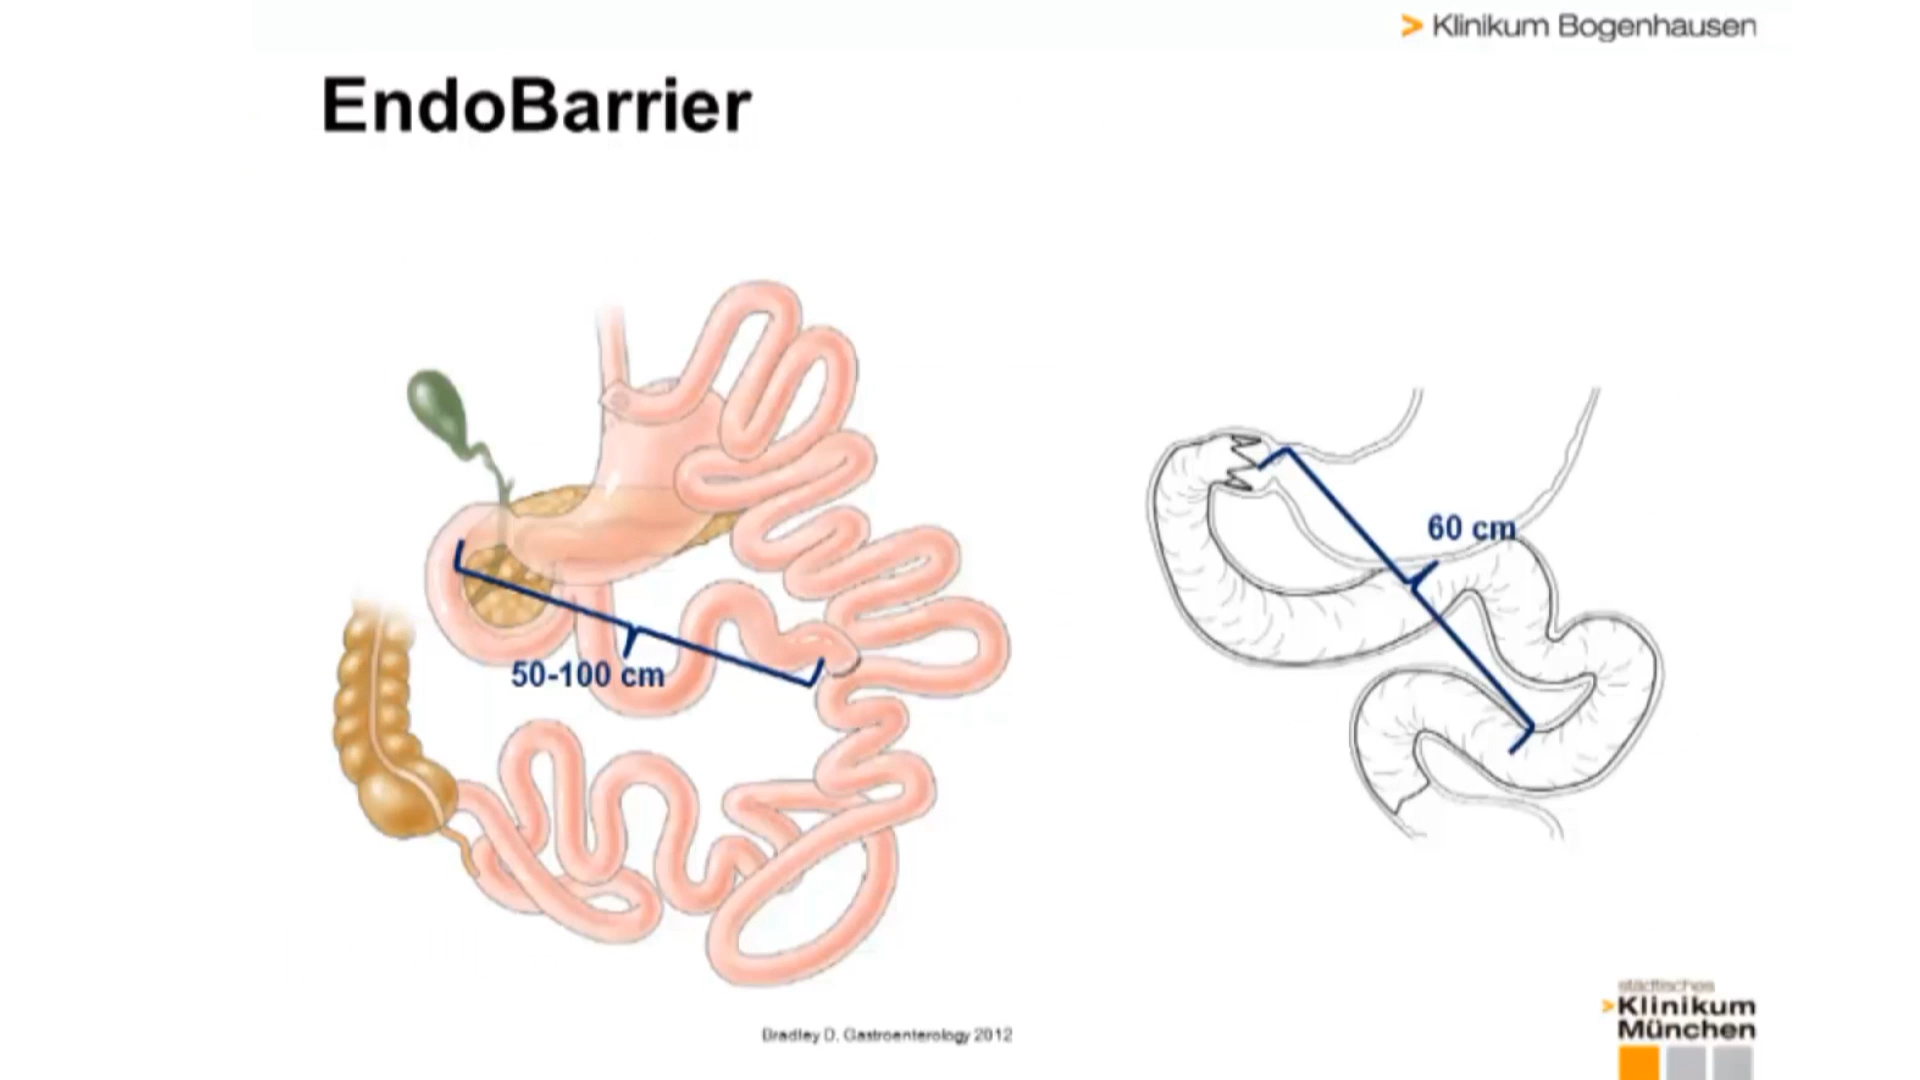 > Klinikum Bogenhausen
EndoBarrier
60 cm
50-100 cm
Bradley D. Gastroenterology 2012
städtisches
>Klinikum
München